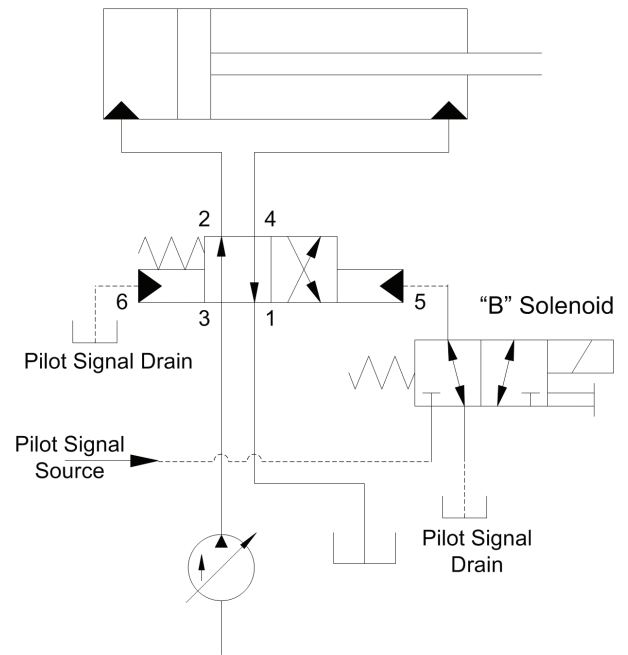 2 4
6 3 1 5
“B” Solenoid
Pilot Signal Drain
Pilot Signal
Source
Pilot Signal
Drain